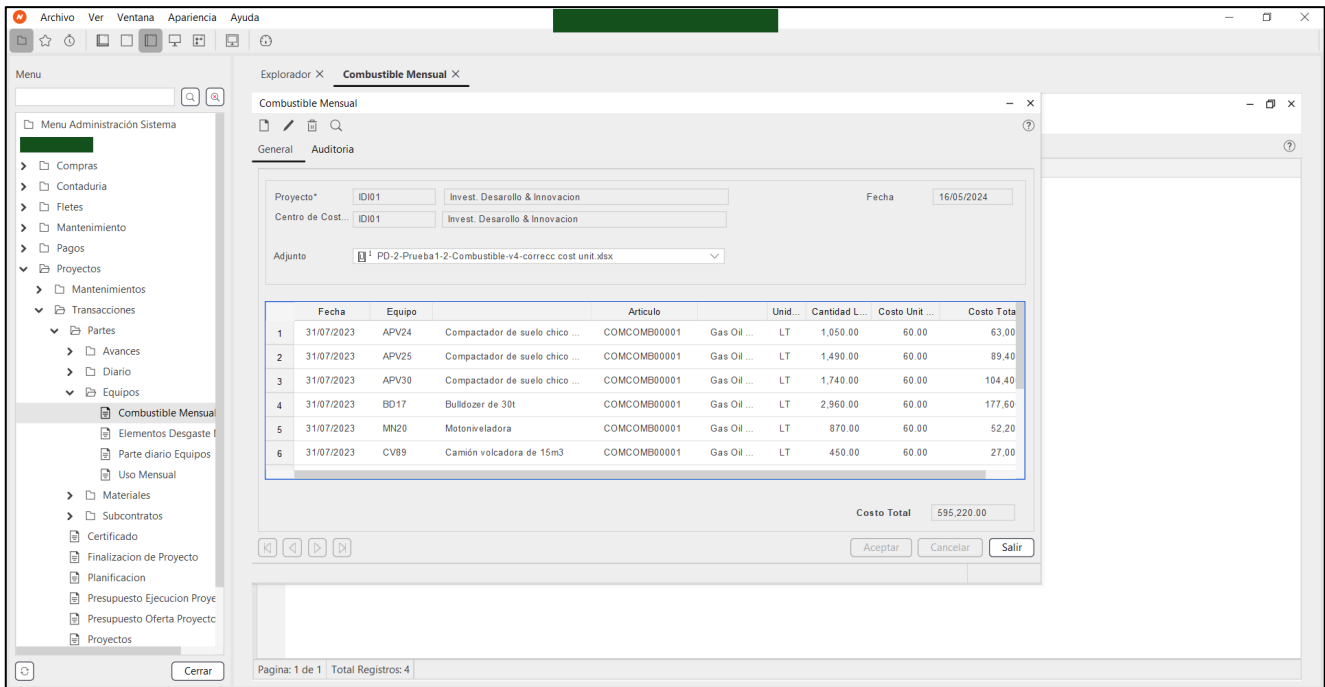 Archivo Ver Ventana Apariencia Ayuda
Menu
Explorador
Combustible Mensual
Menu Administración Sistema
Compras
Contaduria
Fletes
Mantenimiento
Pagos
Proyectos
Mantenimientos
Transacciones
Partes
Avances
Diario
Equipos
Combustible Mensual
Elementos Desgaste
Parte diario Equipos
Uso Mensual
Materiales
Subcontratos
Certificado
Finalizacion de Proyecto
Planificacion
Presupuesto Ejecucion Proye
Presupuesto Oferta Proyecto
Proyectos
Cerrar
Combustible Mensual
General Auditoria
Proyecto* IDI01 Invest. Desarollo & Innovacion Fecha 16/05/2024
Centro de Cost... IDI01 Invest. Desarollo & Innovacion
Adjunto 1 PD-2-Prueba1-2-Combustible-v4-correcc cost unit.xlsx
Fecha Equipo Articulo Unid... Cantidad L... Costo Unit ... Costo Tota
1 31/07/2023 APV24 Compactador de suelo chico ... COMCOMB00001 Gas Oil ... LT 1,050.00 60.00 63,00
2 31/07/2023 APV25 Compactador de suelo chico ... COMCOMB00001 Gas Oil ... LT 1,490.00 60.00 89,40
3 31/07/2023 APV30 Compactador de suelo chico ... COMCOMB00001 Gas Oil ... LT 1,740.00 60.00 104,40
4 31/07/2023 BD17 Bulldozer de 30t COMCOMB00001 Gas Oil ... LT 2,960.00 60.00 177,60
5 31/07/2023 MN20 Motoniveladora COMCOMB00001 Gas Oil ... LT 870.00 60.00 52,20
6 31/07/2023 CV89 Camión volcadora de 15m3 COMCOMB00001 Gas Oil ... LT 450.00 60.00 27,00
Costo Total 595,220.00
Aceptar Cancelar Salir
Pagina: 1 de 1 Total Registros: 4